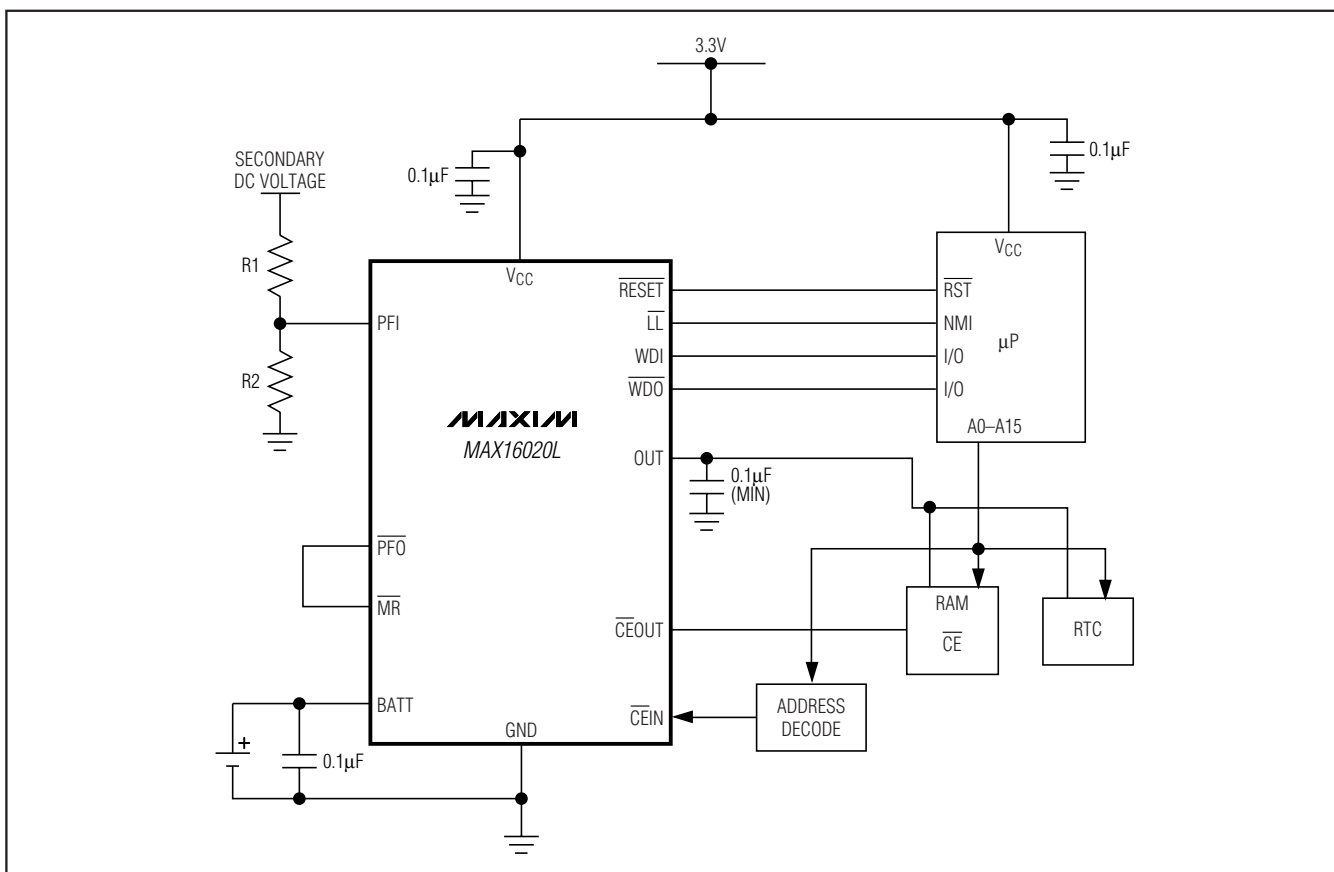 3.3V
0.1µF
0.1µF
SECONDARY
DC VOLTAGE
R1
R2
VCC
PFI
PFO
MR
BATT
GND
RESET
LL
WDI
WDO
OUT
CEOUT
CEIN
MAXIM
MAX16020L
VCC
RST
NMI
I/O
I/O
µP
A0–A15
0.1µF
(MIN)
RAM
CE
RTC
ADDRESS
DECODE
+
0.1µF